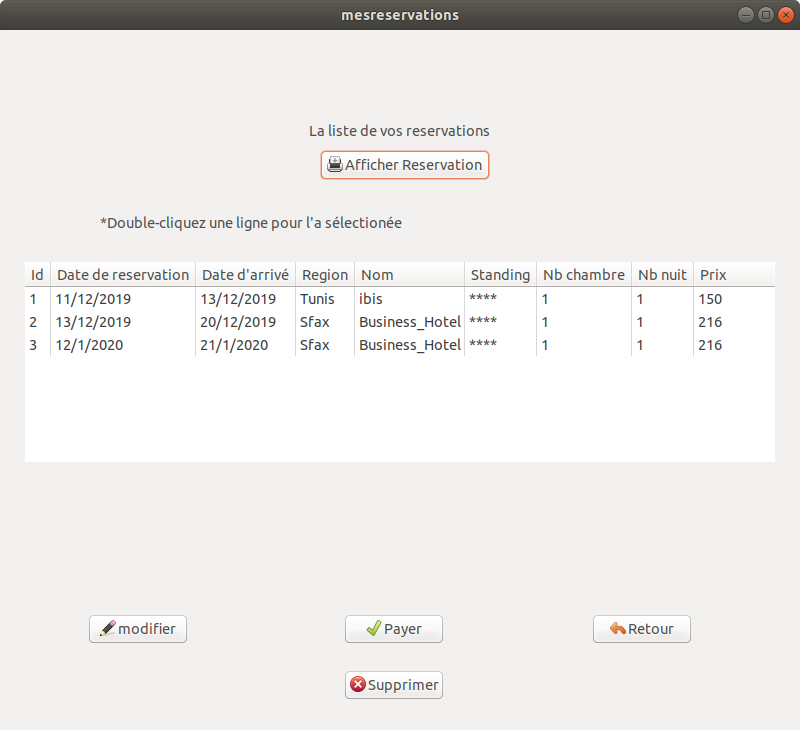 mesreservations
La liste de vos reservations
Afficher Reservation
*Double-cliquez une ligne pour l'a sélectionée
Id Date de reservation Date d'arrivé Region Nom Standing Nb chambre Nb nuit Prix
1 11/12/2019 13/12/2019 Tunis ibis **** 1 1 150
2 13/12/2019 20/12/2019 Sfax Business_Hotel **** 1 1 216
3 12/1/2020 21/1/2020 Sfax Business_Hotel **** 1 1 216
modifier Payer Retour
Supprimer